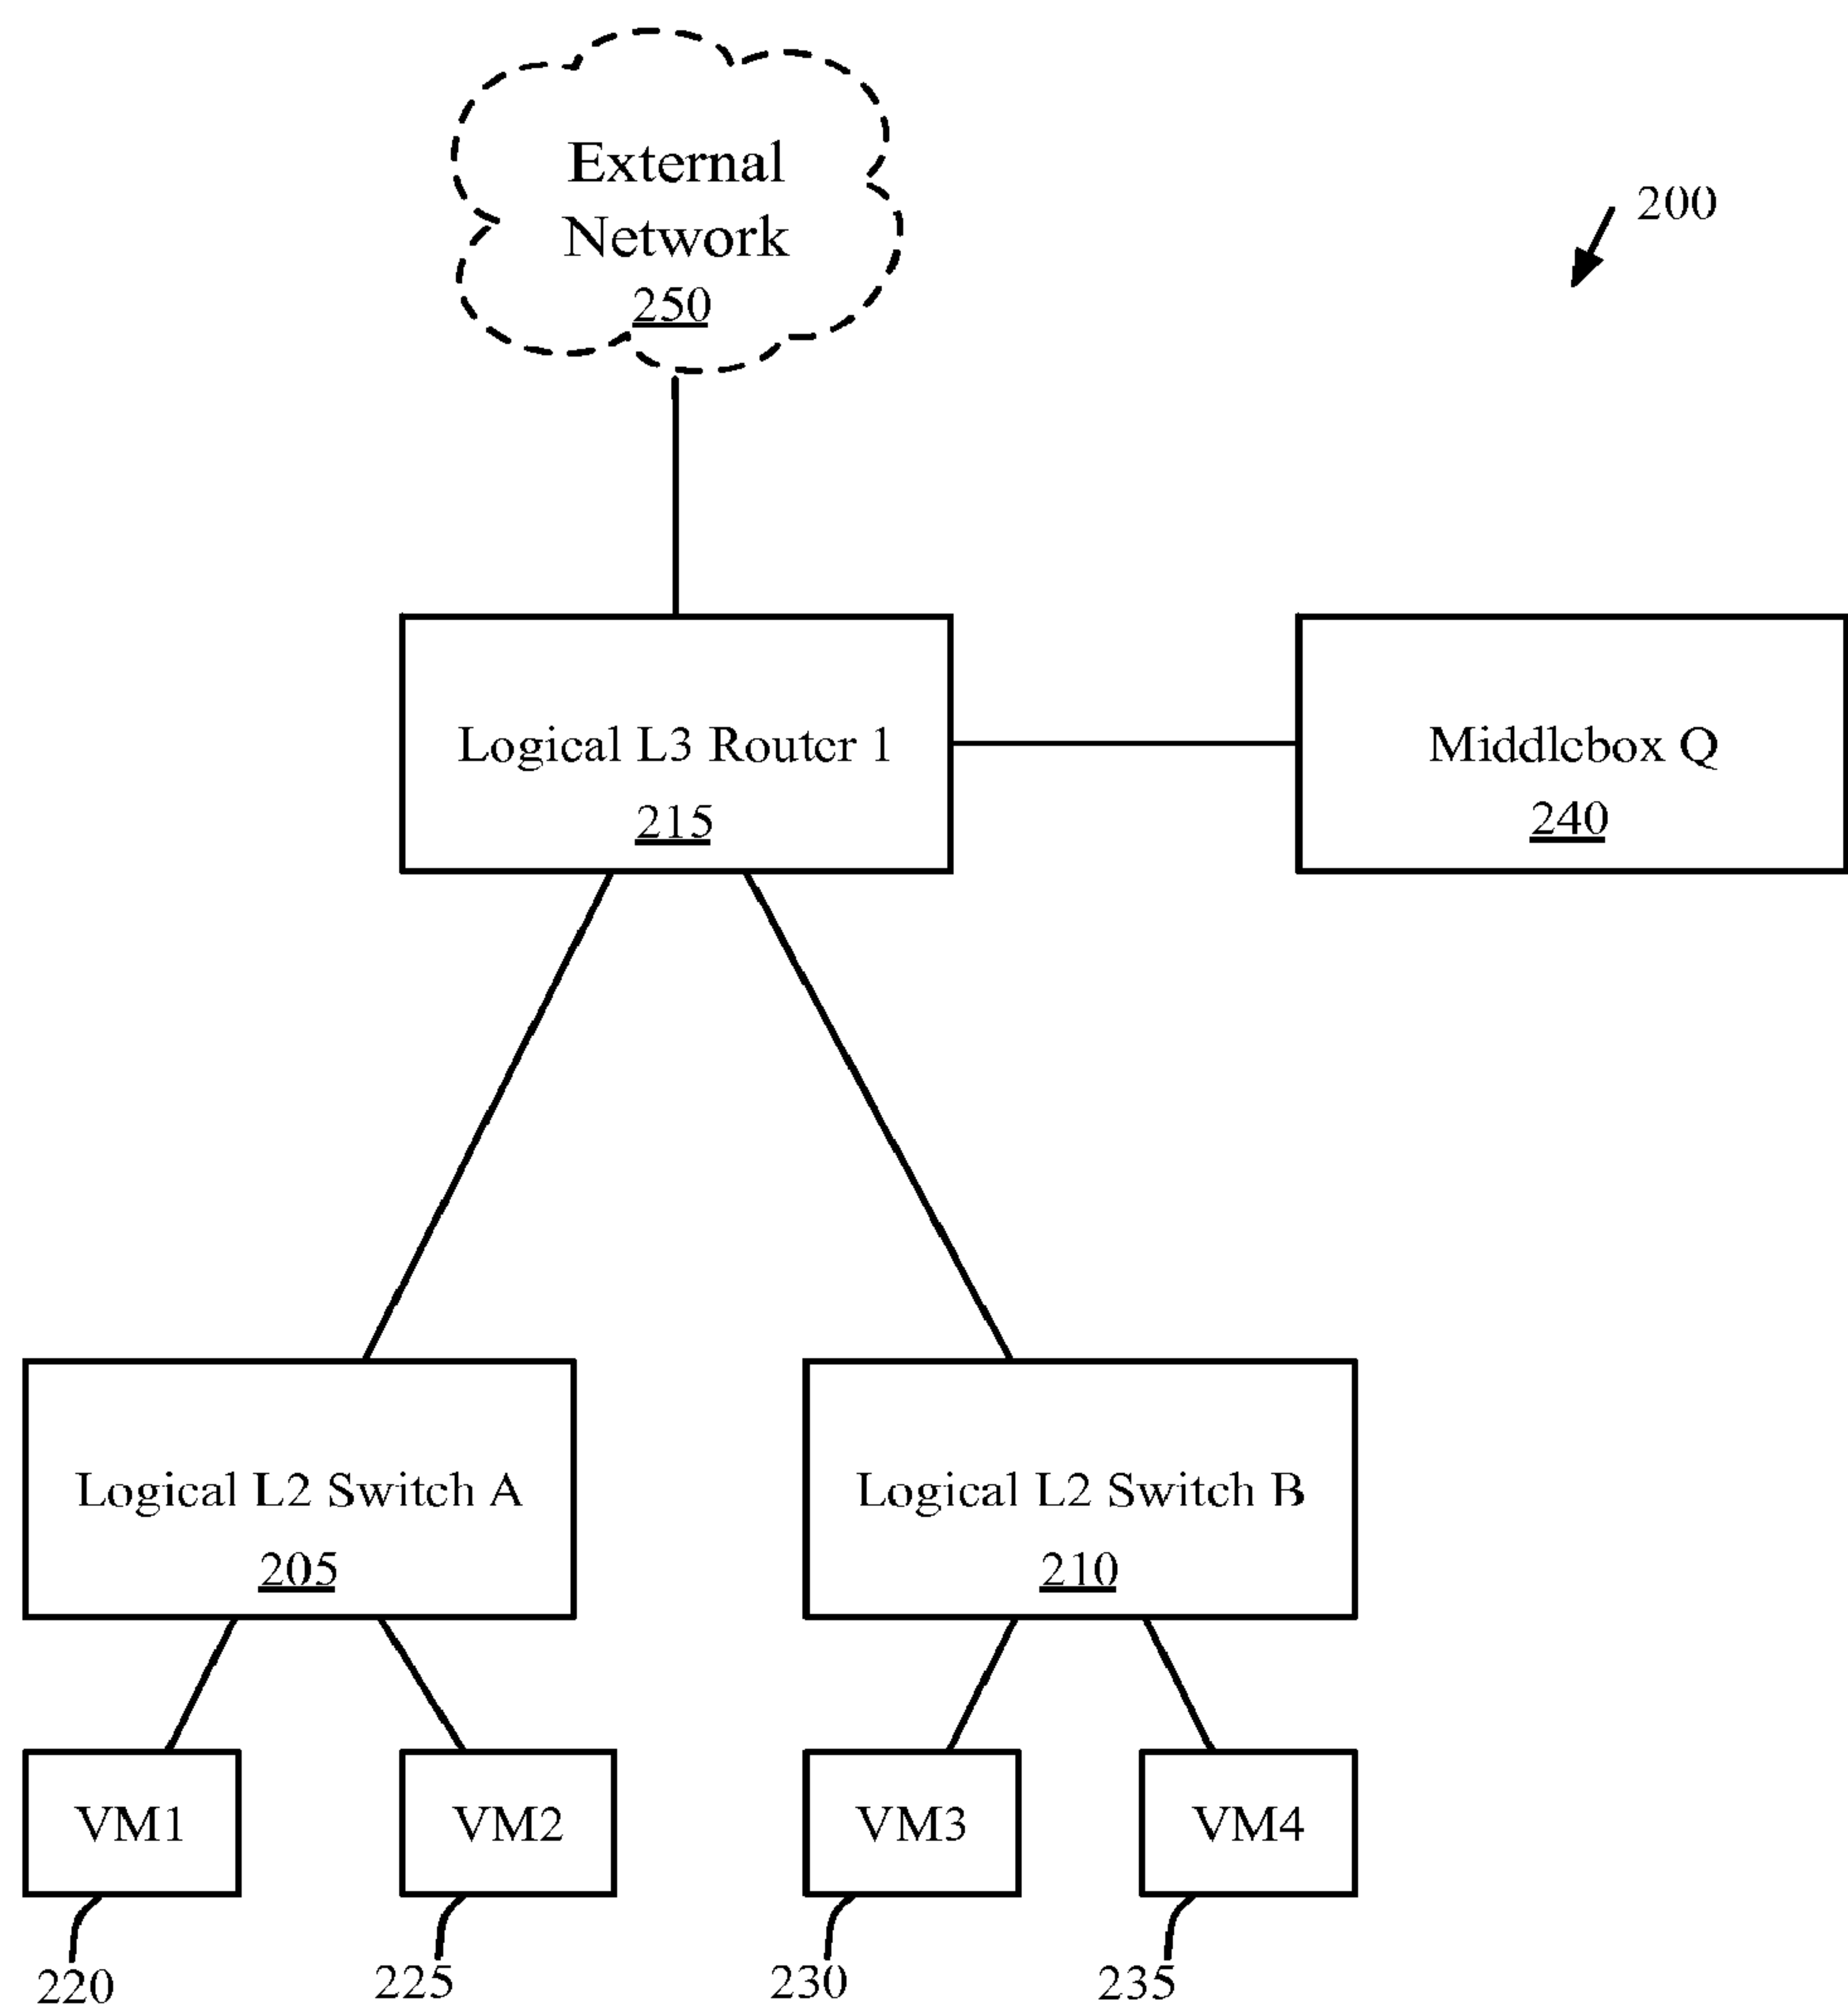 External
Network
250
200
Logical L3 Router 1
215
Middlebox Q
240
Logical L2 Switch A
205
Logical L2 Switch B
210
VM1
VM2
VM3
VM4
220
225
230
235